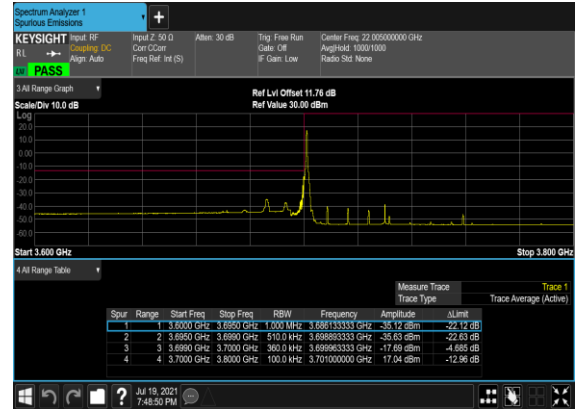 Spectrum Analyzer 1
Spurious Emissions
+
KEYSIGHT Input: RF Input Z: 50 Ω Atten: 30 dB Trig: Free Run Center Freq: 22.005000000 GHz
RL Coupling: DC Corr CCorr Gate: Off Avg|Hold: 1000/1000
Align: Auto Freq Ref: Int (S) IF Gain: Low Radio Std: None
PASS
3 All Range Graph
Ref Lvl Offset 11.76 dB
Scale/Div 10.0 dB Ref Value 30.00 dBm
Log
20.0
10.0
0.00
-10.0
-20.0
-30.0
-40.0
-50.0
-60.0
Start 3.600 GHz Stop 3.800 GHz
4 All Range Table
Measure Trace Trace 1
Trace Type Trace Average (Active)
Spur Range Start Freq Stop Freq RBW Frequency Amplitude ΔLimit
1 1 3.6000 GHz 3.6950 GHz 1.000 MHz 3.686133333 GHz -35.12 dBm -22.12 dB
2 2 3.6950 GHz 3.6990 GHz 510.0 kHz 3.698893333 GHz -35.63 dBm -22.63 dB
3 3 3.6990 GHz 3.7000 GHz 360.0 kHz 3.699963333 GHz -17.69 dBm -4.685 dB
4 4 3.7000 GHz 3.8000 GHz 100.0 kHz 3.701000000 GHz 17.04 dBm -12.96 dB
? Jul 19, 2021
7:48:50 PM